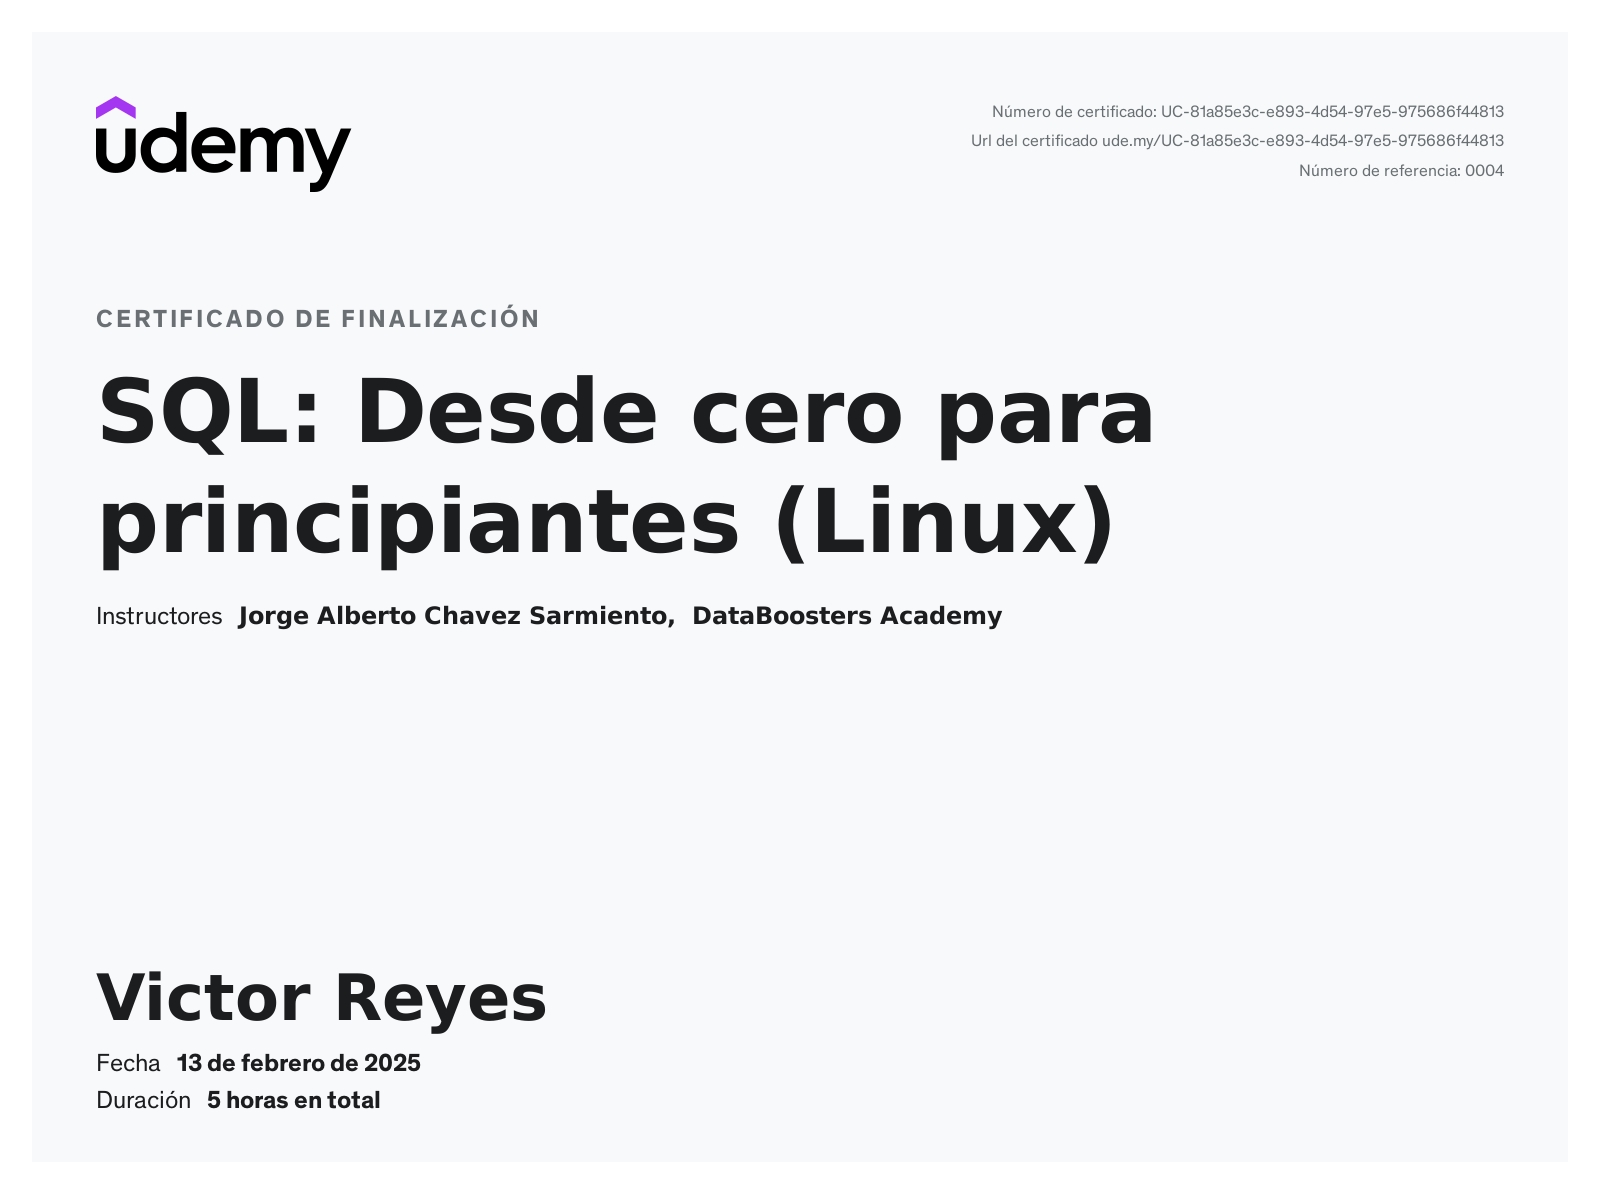 udemy
Número de certificado: UC-81a85e3c-e893-4d54-97e5-975686f44813
Url del certificado ude.my/UC-81a85e3c-e893-4d54-97e5-975686f44813
Número de referencia: 0004
CERTIFICADO DE FINALIZACIÓN
SQL: Desde cero para
principiantes (Linux)
Instructores Jorge Alberto Chavez Sarmiento, DataBoosters Academy
Victor Reyes
Fecha 13 de febrero de 2025
Duración 5 horas en total